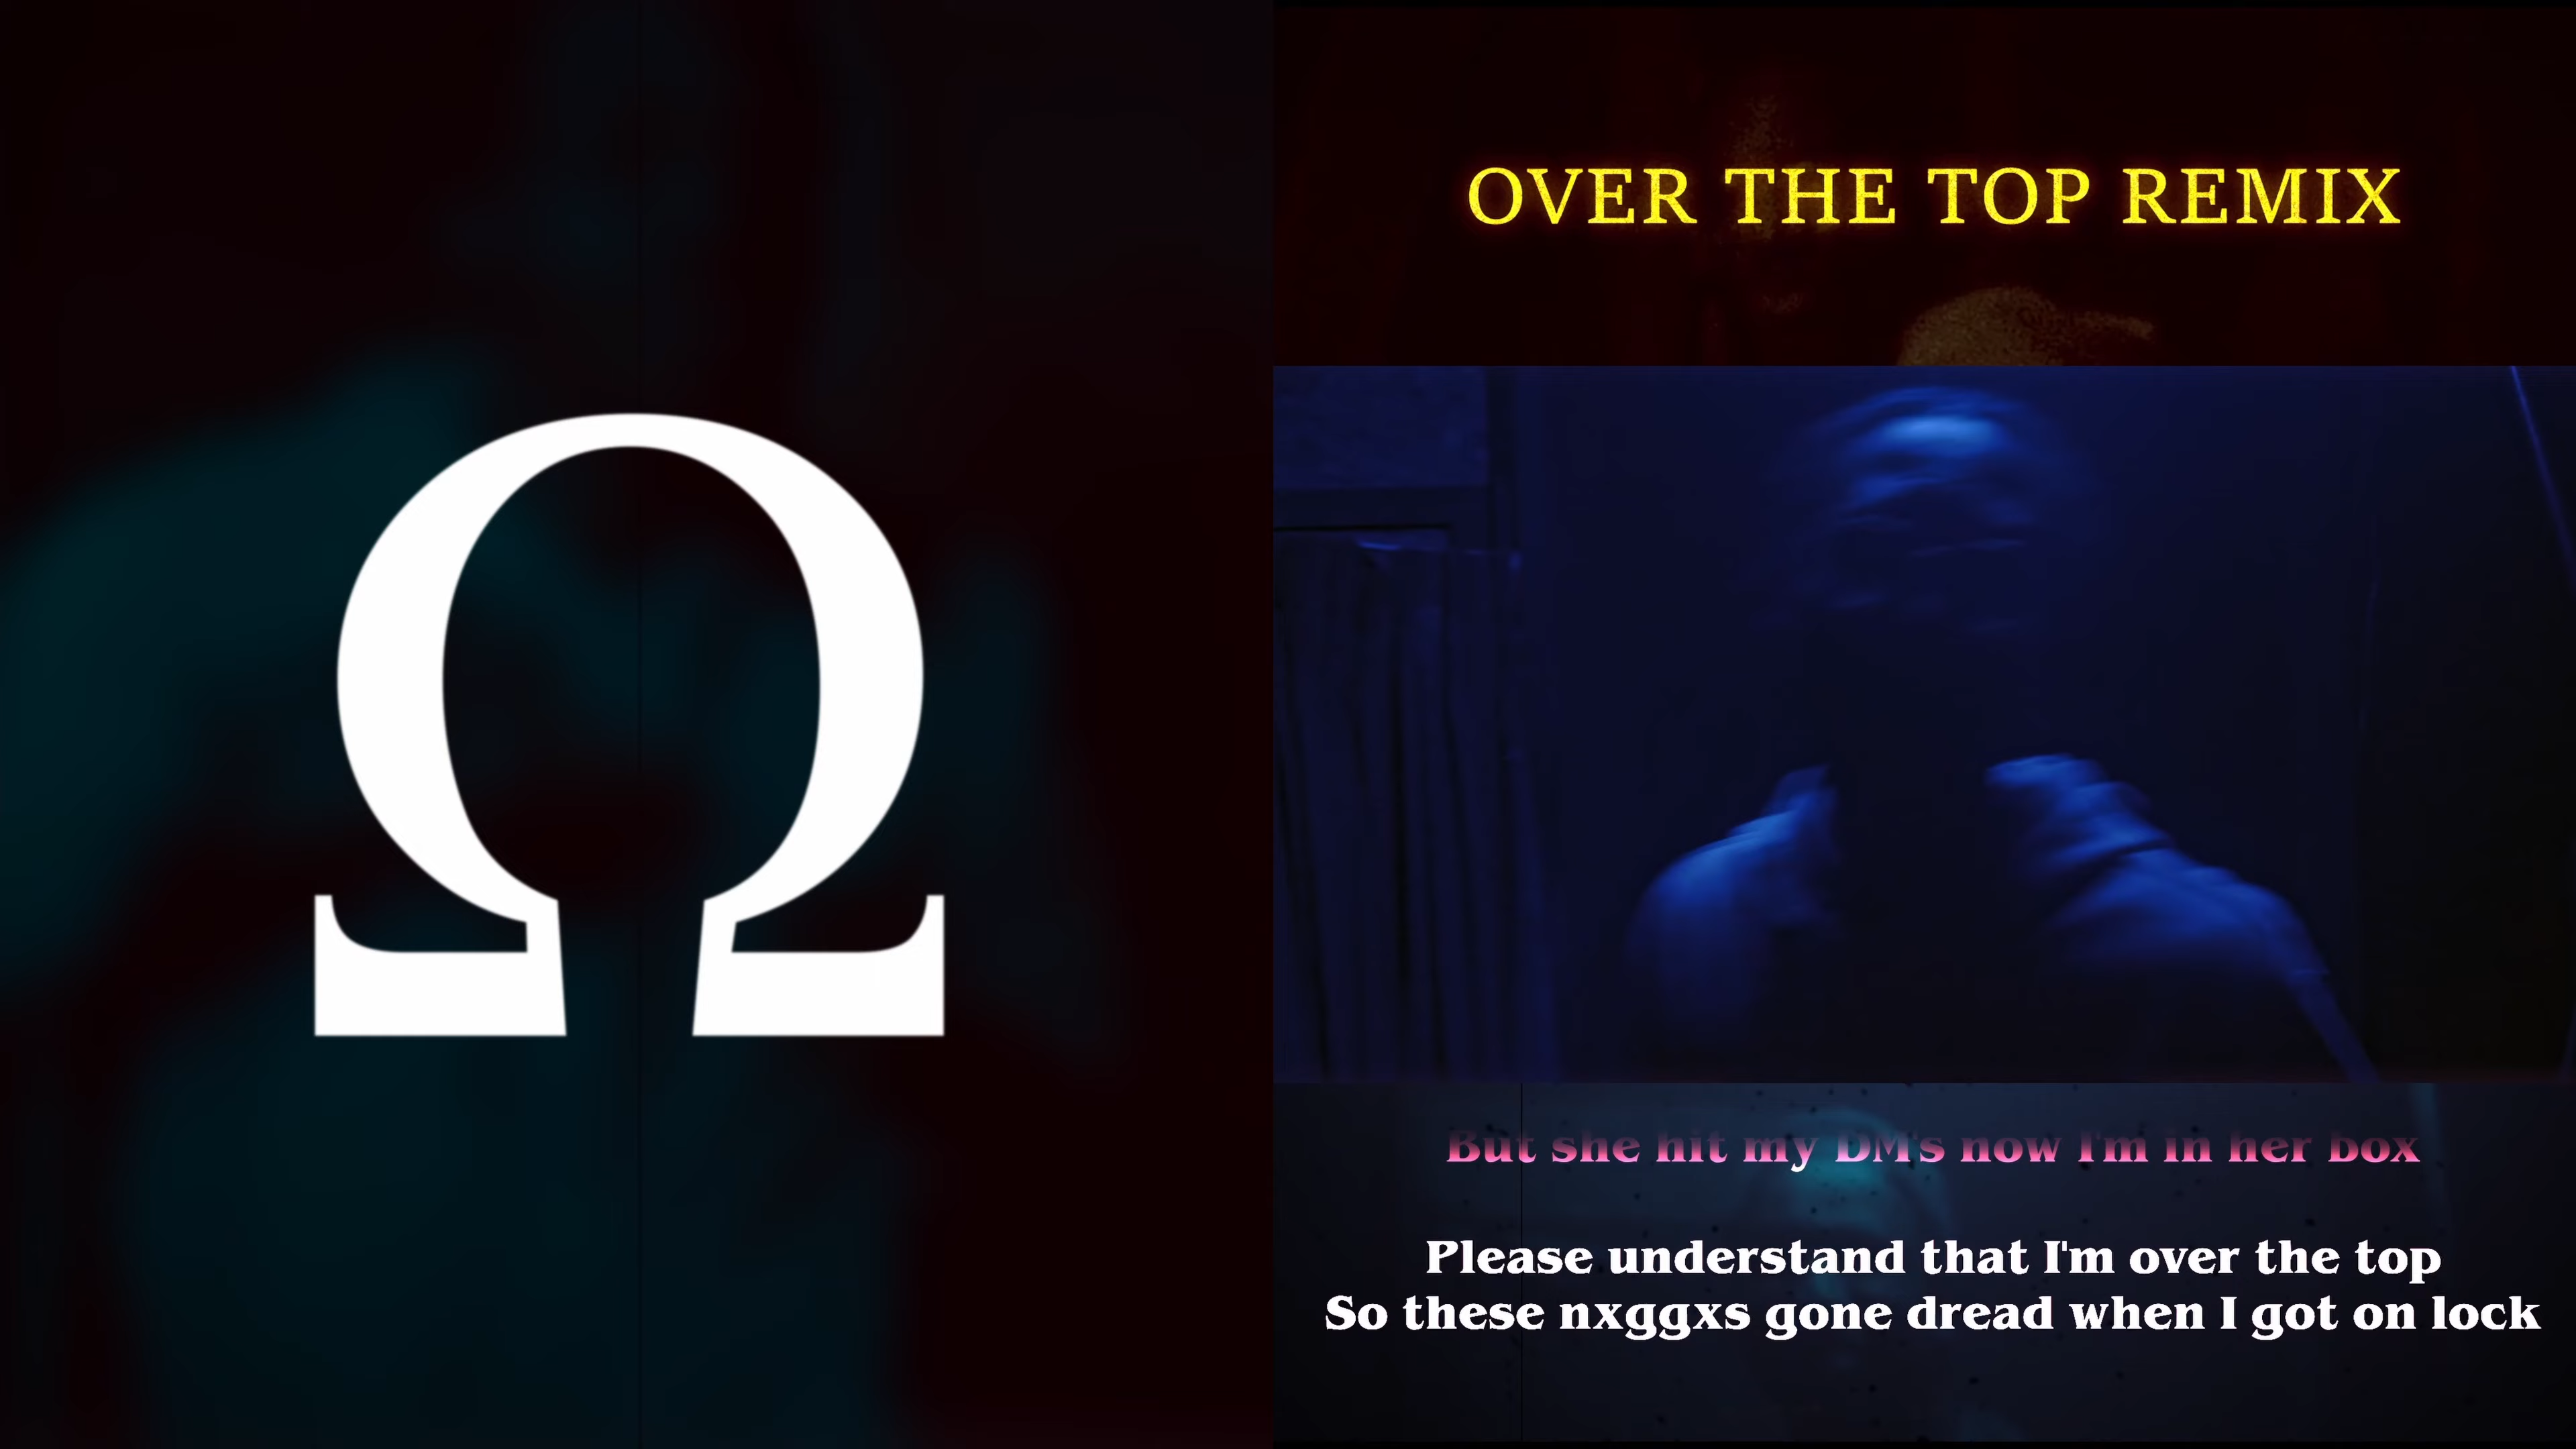 Ω
OVER THE TOP REMIX
But she hit my DM's now I'm in her box
Please understand that I'm over the top
So these nxggxs gone dread when I got on lock